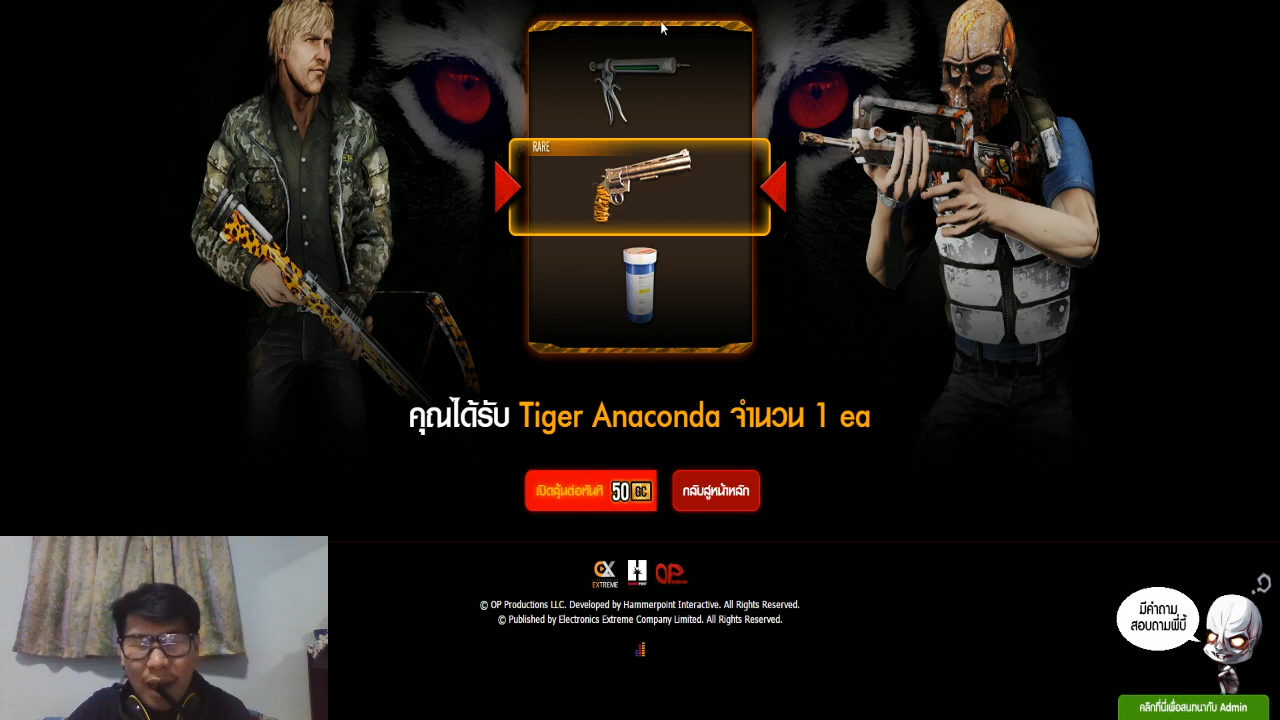 RARE
คุณได้รับ Tiger Anaconda จำนวน 1 ea
เปิดลุ้นต่อทันที 50 GC
กลับสู่หน้าหลัก
EXTREME
OP
© OP Productions LLC. Developed by Hammerpoint Interactive. All Rights Reserved.
© Published by Electronics Extreme Company Limited. All Rights Reserved.
มีคำถาม
สอบถามพี่บี้
คลิกที่นี่เพื่อสนทนากับ Admin